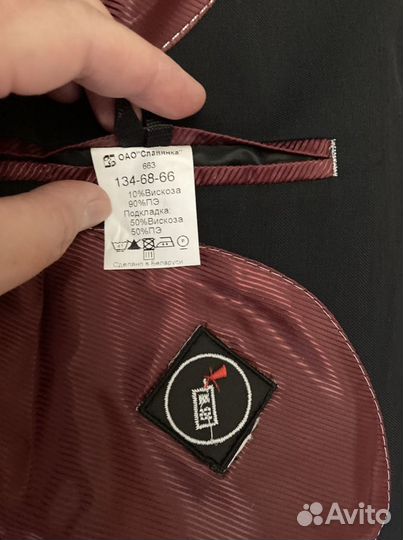 ОАО "Славянка"
663
134-68-66
10%Вискоза
90%ПЭ
Подкладка:
50%Вискоза
50%ПЭ
Сделано в Беларуси
Avito